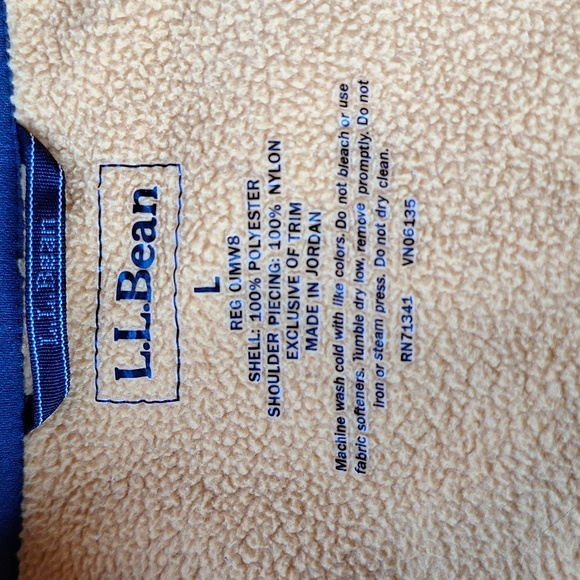 L.L.Bean
L.L.Bean
L
REG 01MW8
SHELL: 100% POLYESTER
SHOULDER PIECING: 100% NYLON
EXCLUSIVE OF TRIM
MADE IN JORDAN
Machine wash cold with like colors. Do not bleach or use
fabric softeners. Tumble dry low, remove promptly. Do not
iron or steam press. Do not dry clean.
RN71341 VN06135